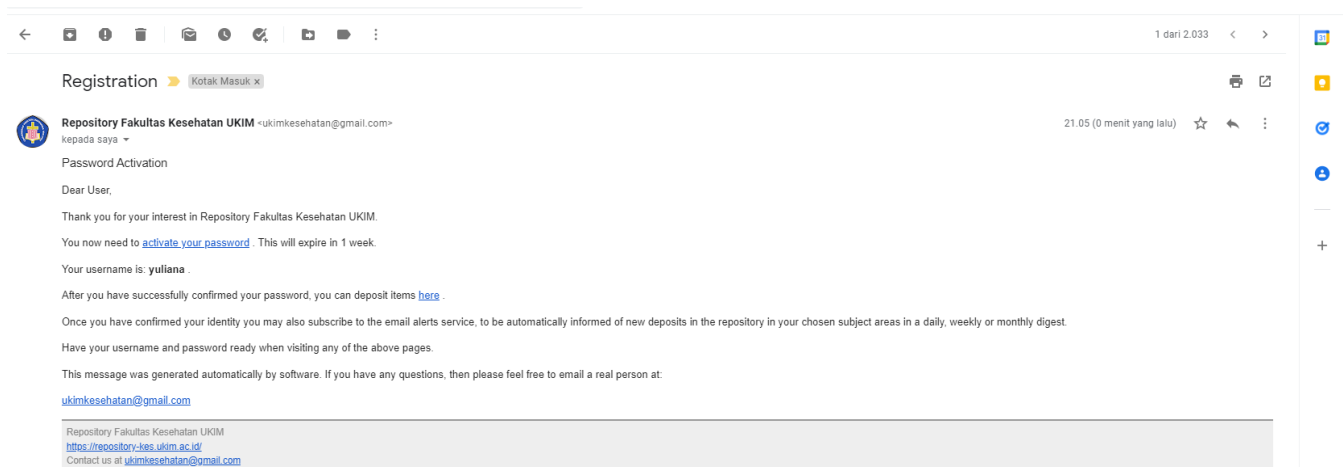 1 dari 2.033
Registration Kotak Masuk x
Repository Fakultas Kesehatan UKIM <ukimkesehatan@gmail.com> 21.05 (0 menit yang lalu)
kepada saya
Password Activation
Dear User,
Thank you for your interest in Repository Fakultas Kesehatan UKIM.
You now need to activate your password . This will expire in 1 week.
Your username is: yuliana .
After you have successfully confirmed your password, you can deposit items here .
Once you have confirmed your identity you may also subscribe to the email alerts service, to be automatically informed of new deposits in the repository in your chosen subject areas in a daily, weekly or monthly digest.
Have your username and password ready when visiting any of the above pages.
This message was generated automatically by software. If you have any questions, then please feel free to email a real person at:
ukimkesehatan@gmail.com
Repository Fakultas Kesehatan UKIM
https://repository-kes.ukim.ac.id/
Contact us at ukimkesehatan@gmail.com
31